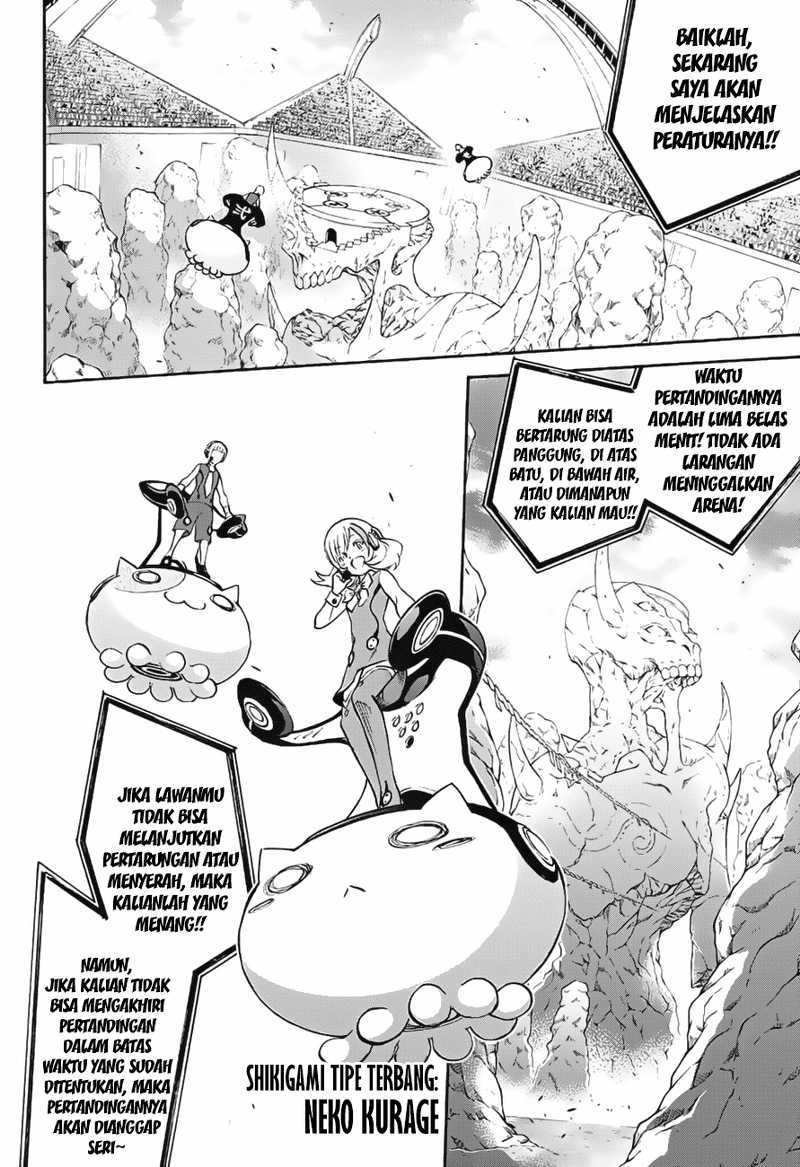 BAIKLAH,
SEKARANG
SAYA AKAN
MENJELASKAN
PERATURANYA!!
WAKTU
PERTANDINGANNYA
ADALAH LIMA BELAS
MENIT! TIDAK ADA
LARANGAN
MENINGGALKAN
ARENA!
KALIAN BISA
BERTARUNG DIATAS
PANGGUNG, DI ATAS
BATU, DI BAWAH AIR,
ATAU DIMANAPUN
YANG KALIAN MAU!!
JIKA LAWANMU
TIDAK BISA
MELANJUTKAN
PERTARUNGAN ATAU
MENYERAH, MAKA
KALIANLAH YANG
MENANG!!
NAMUN,
JIKA KALIAN TIDAK
BISA MENGAKHIRI
PERTANDINGAN
DALAM BATAS
WAKTU YANG SUDAH
DITENTUKAN, MAKA
PERTANDINGANNYA
AKAN DIANGGAP
SERI~
SHIKIGAMI TIPE TERBANG:
NEKO KURAGE